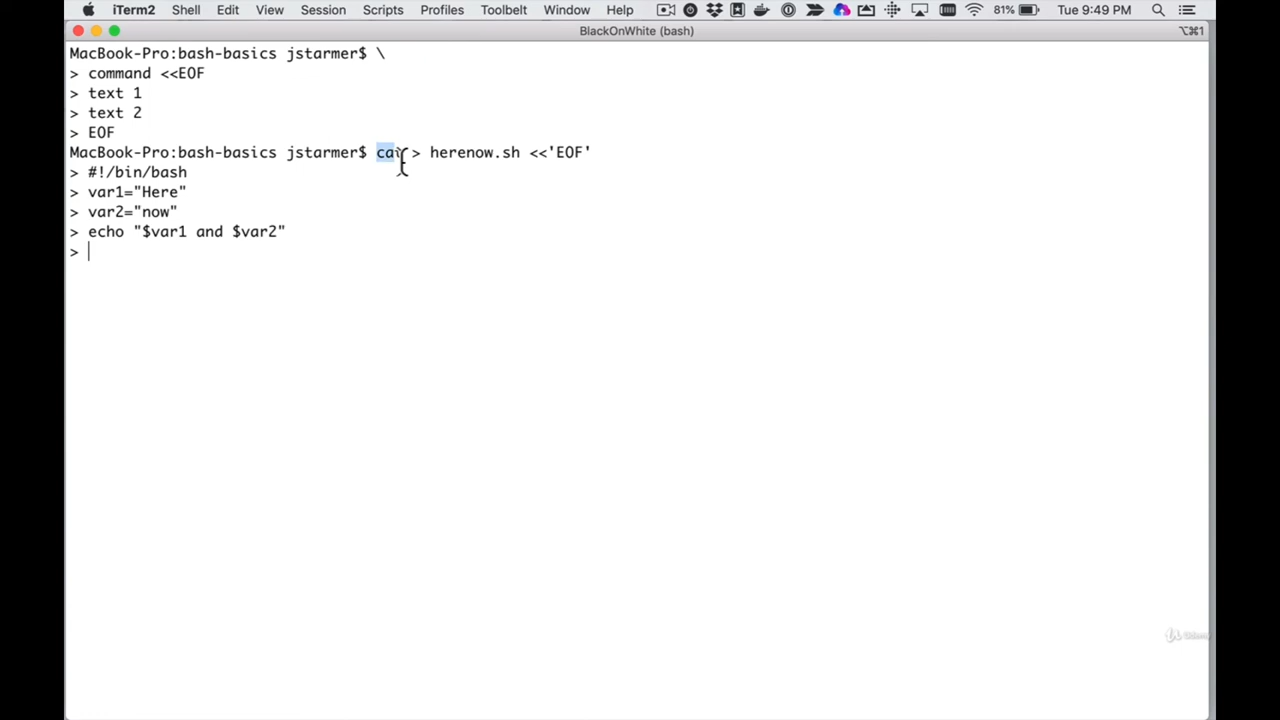 iTerm2 Shell Edit View Session Scripts Profiles Toolbelt Window Help 81% Tue 9:49 PM
BlackOnWhite (bash) ⌥⌘1
MacBook-Pro:bash-basics jstarmer$ \
> command <<EOF
> text 1
> text 2
> EOF
MacBook-Pro:bash-basics jstarmer$ cat > herenow.sh <<'EOF'
> #!/bin/bash
> var1="Here"
> var2="now"
> echo "$var1 and $var2"
>
Udemy